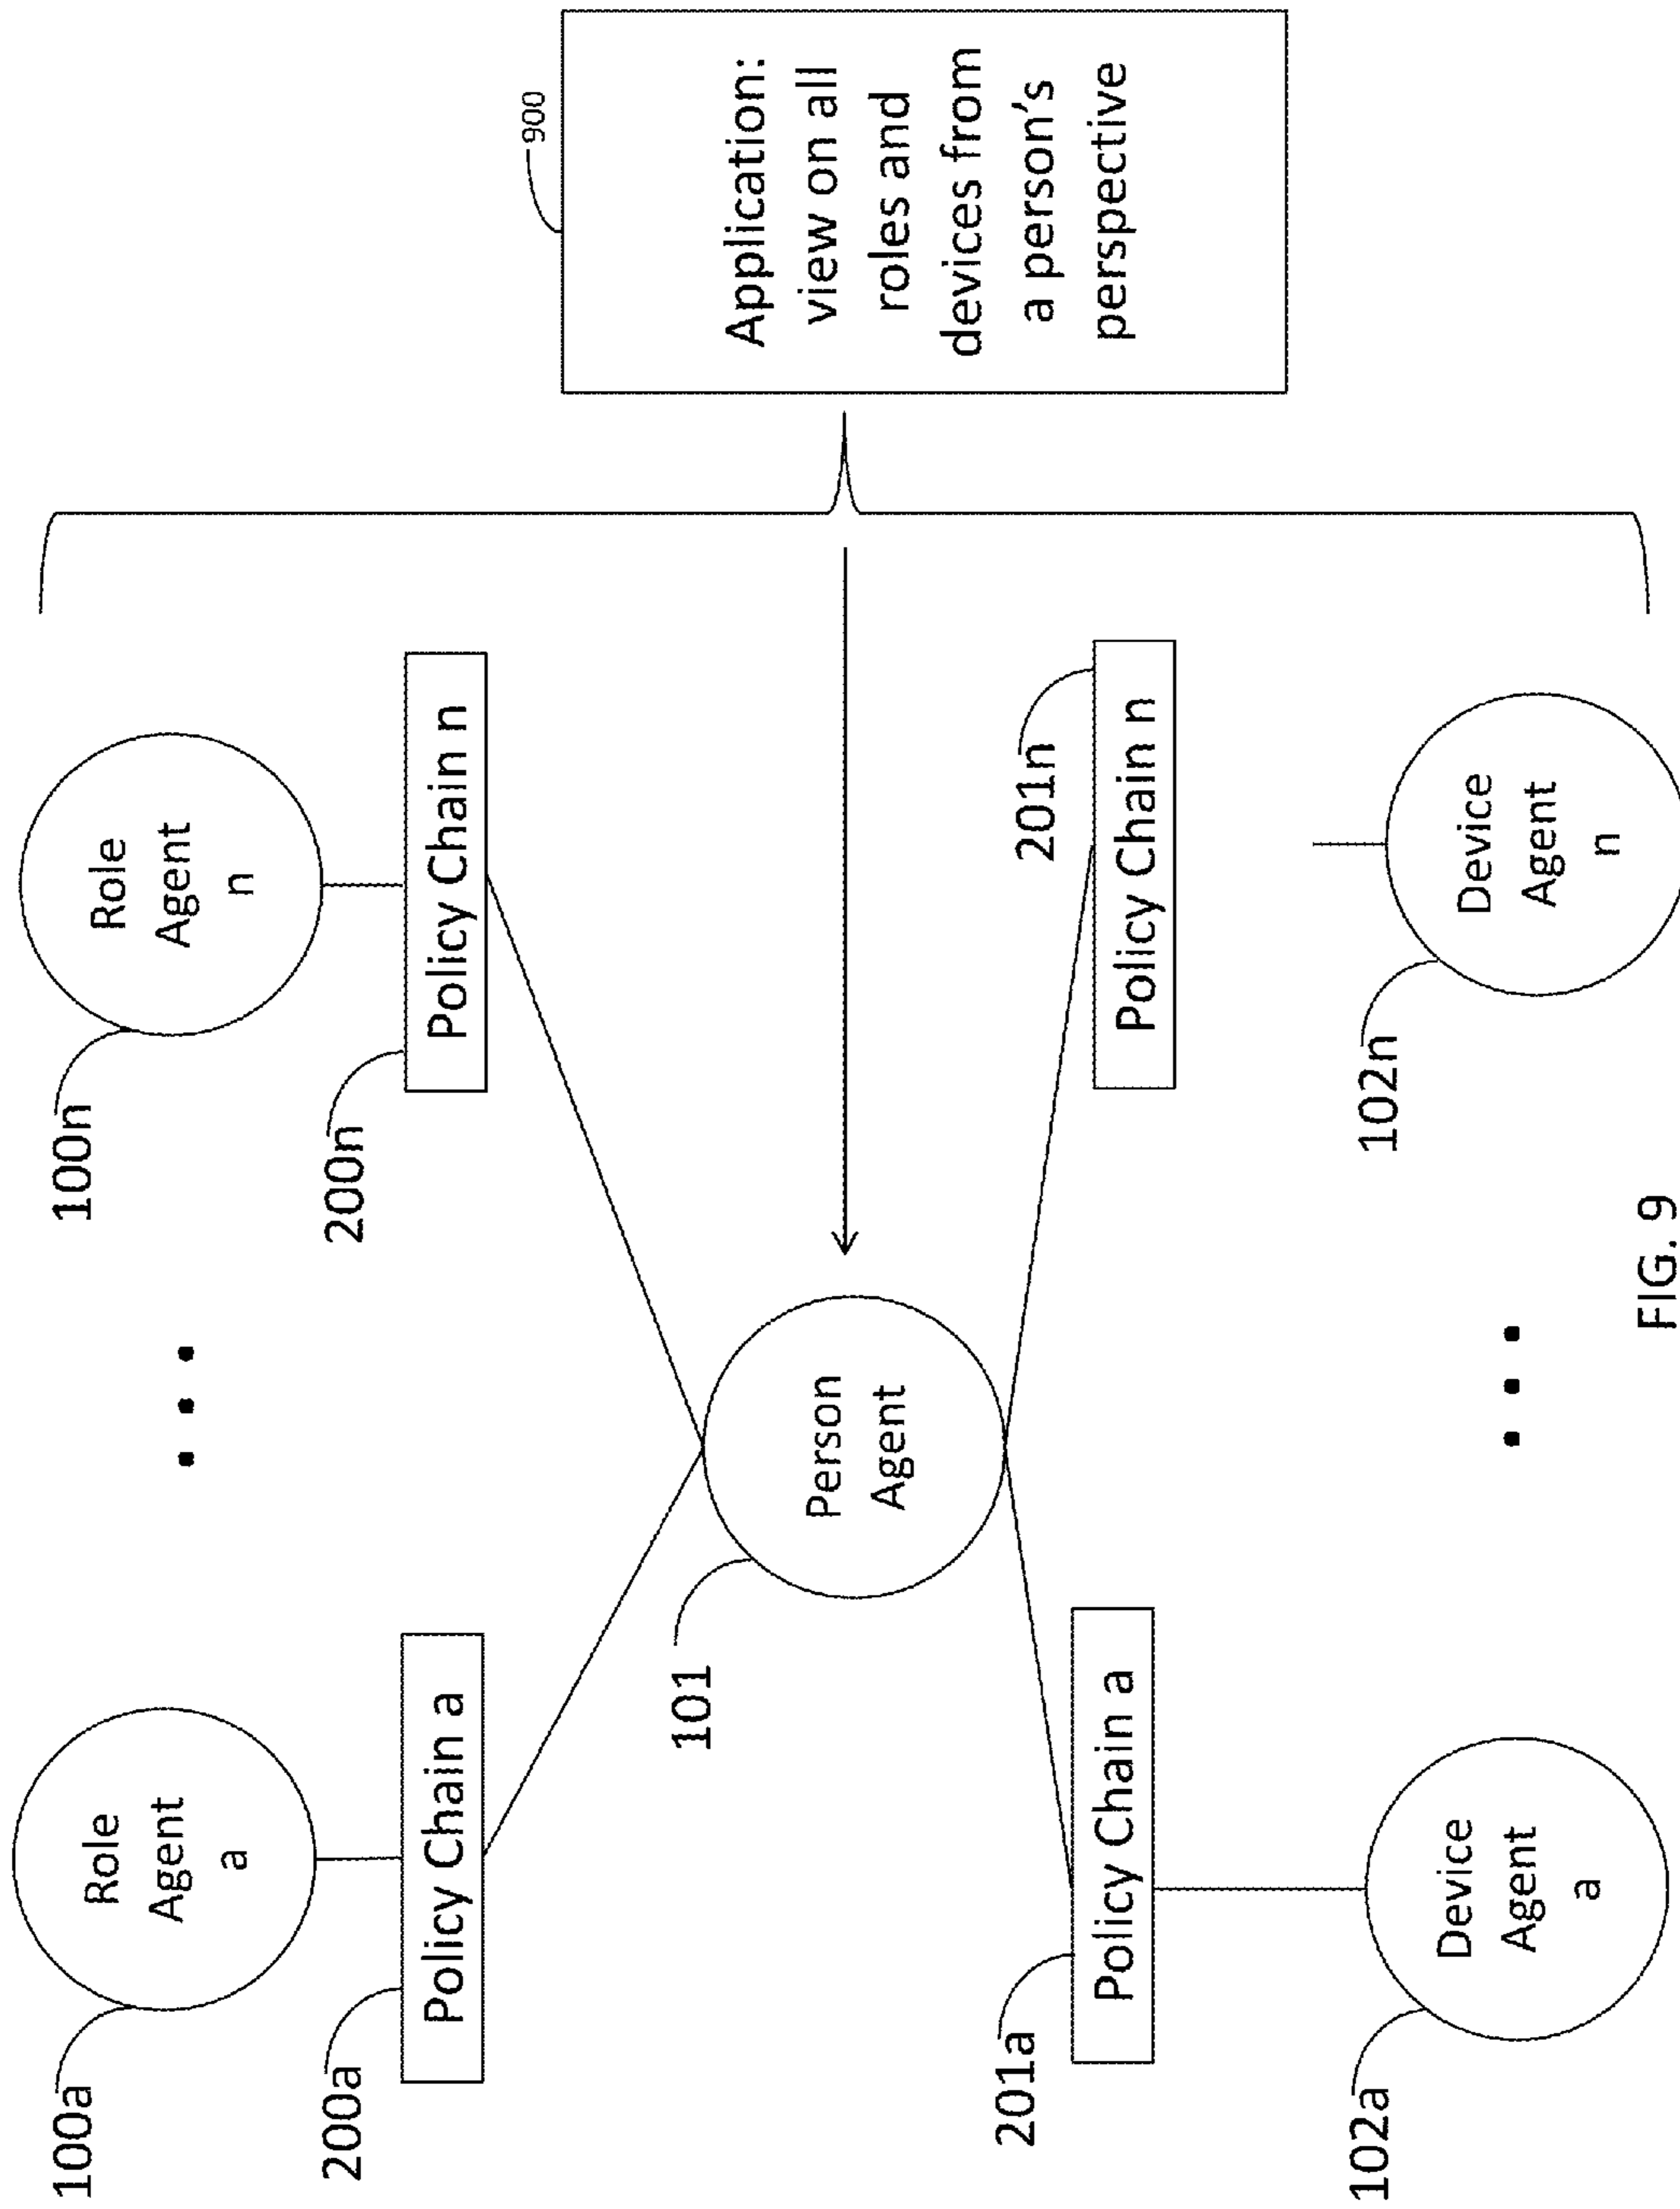 100a
Role
Agent
a
100n
Role
Agent
n
200a
Policy Chain a
200n
Policy Chain n
101
Person
Agent
900
Application:
view on all
roles and
devices from
a person's
perspective
201a
Policy Chain a
201n
Policy Chain n
102a
Device
Agent
a
102n
Device
Agent
n
FIG. 9